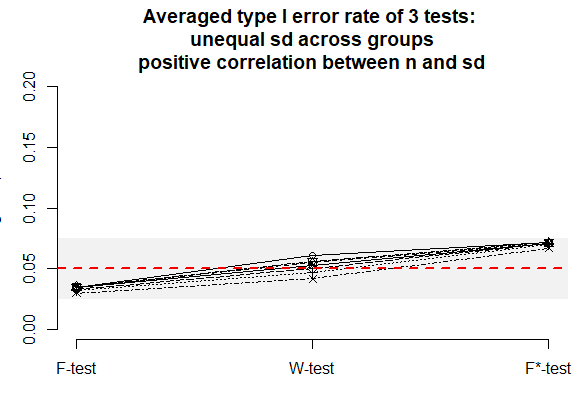 Averaged type I error rate of 3 tests:
unequal sd across groups
positive correlation between n and sd
0.20
0.15
0.10
0.05
0.00
F-test
W-test
F*-test